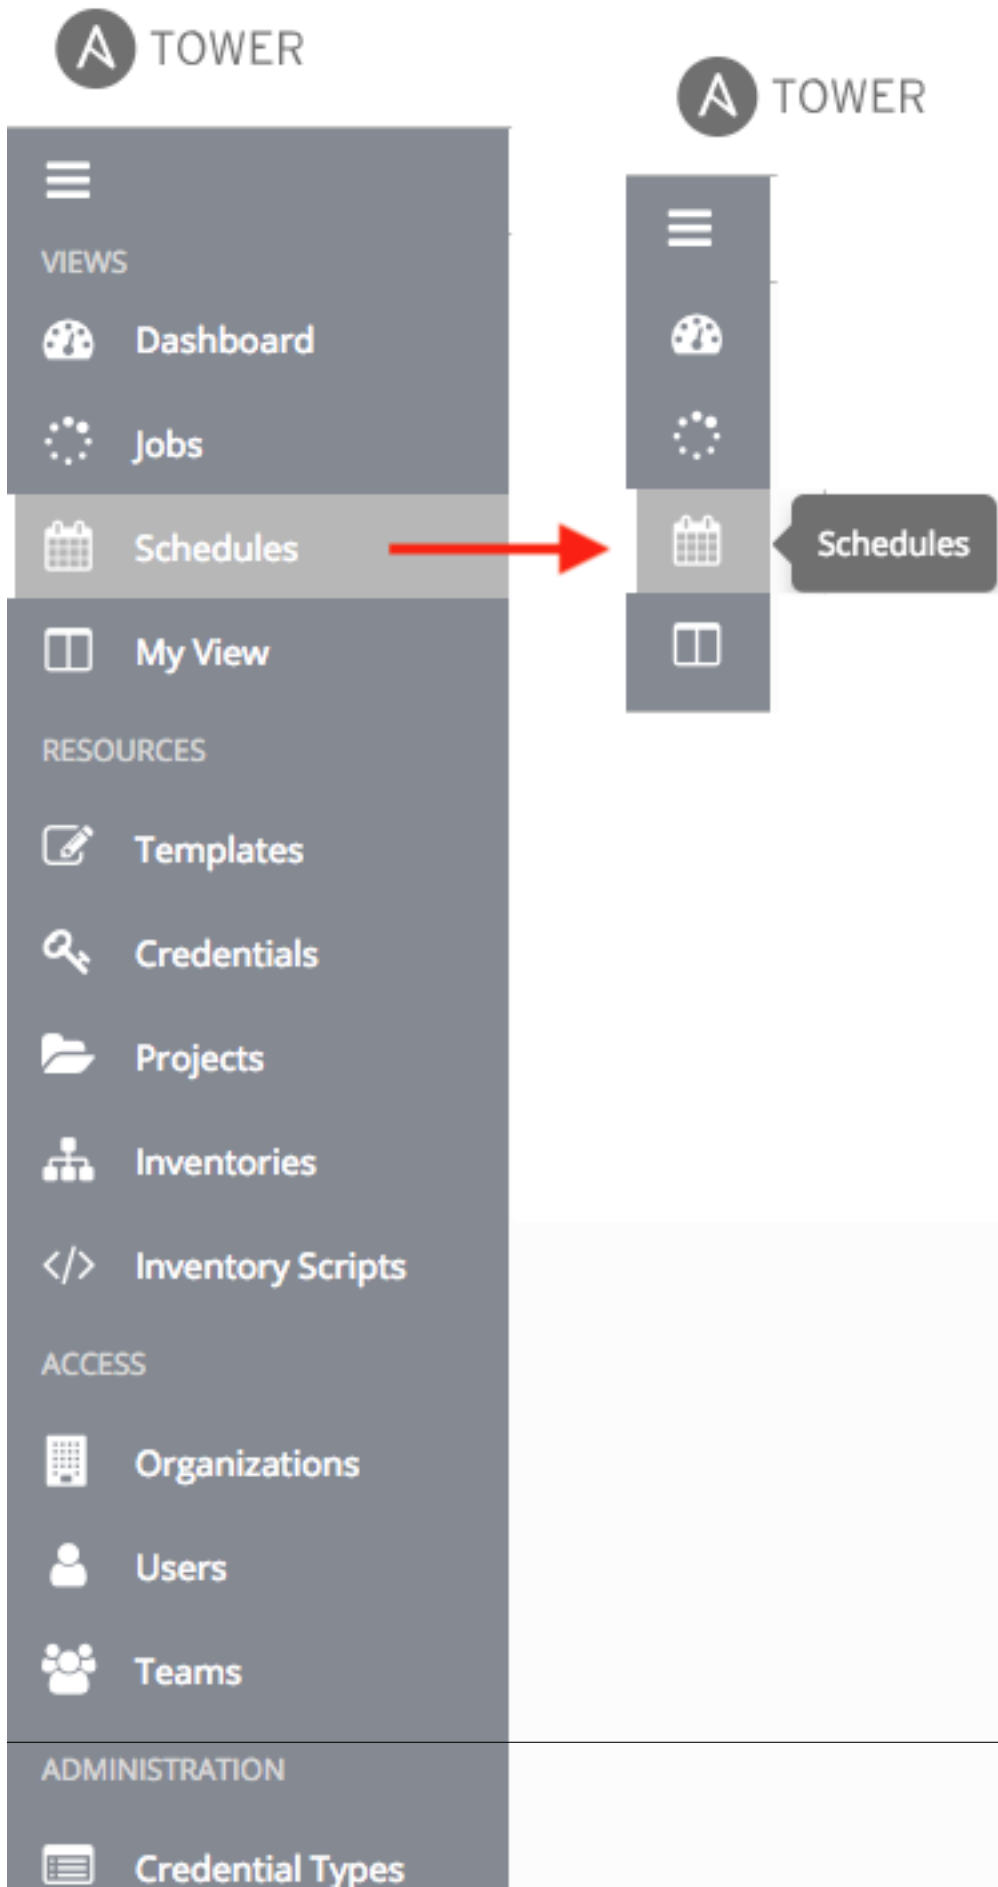 TOWER
VIEWS
Dashboard
Jobs
Schedules
My View
RESOURCES
Templates
Credentials
Projects
Inventories
Inventory Scripts
ACCESS
Organizations
Users
Teams
ADMINISTRATION
Credential Types
TOWER
Schedules